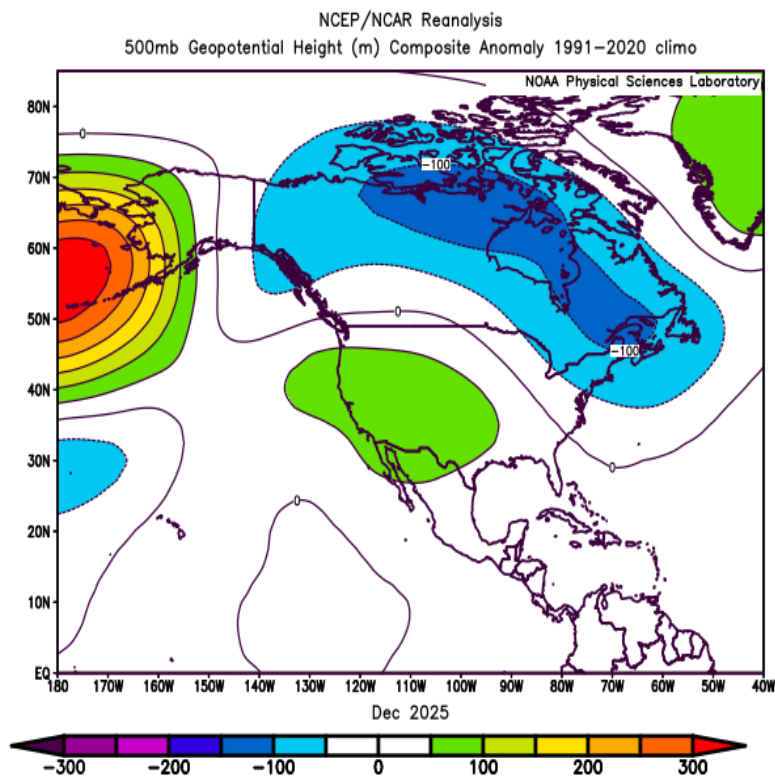 NCEP/NCAR Reanalysis
500mb Geopotential Height (m) Composite Anomaly 1991-2020 climo
NOAA Physical Sciences Laboratory
80N
0
-100
70N
60N
50N
0
-100
40N
30N
0
0
20N
10N
EQ
180 170W 160W 150W 140W 130W 120W 110W 100W 90W 80W 70W 60W 50W 40W
Dec 2025
-300 -200 -100 0 100 200 300